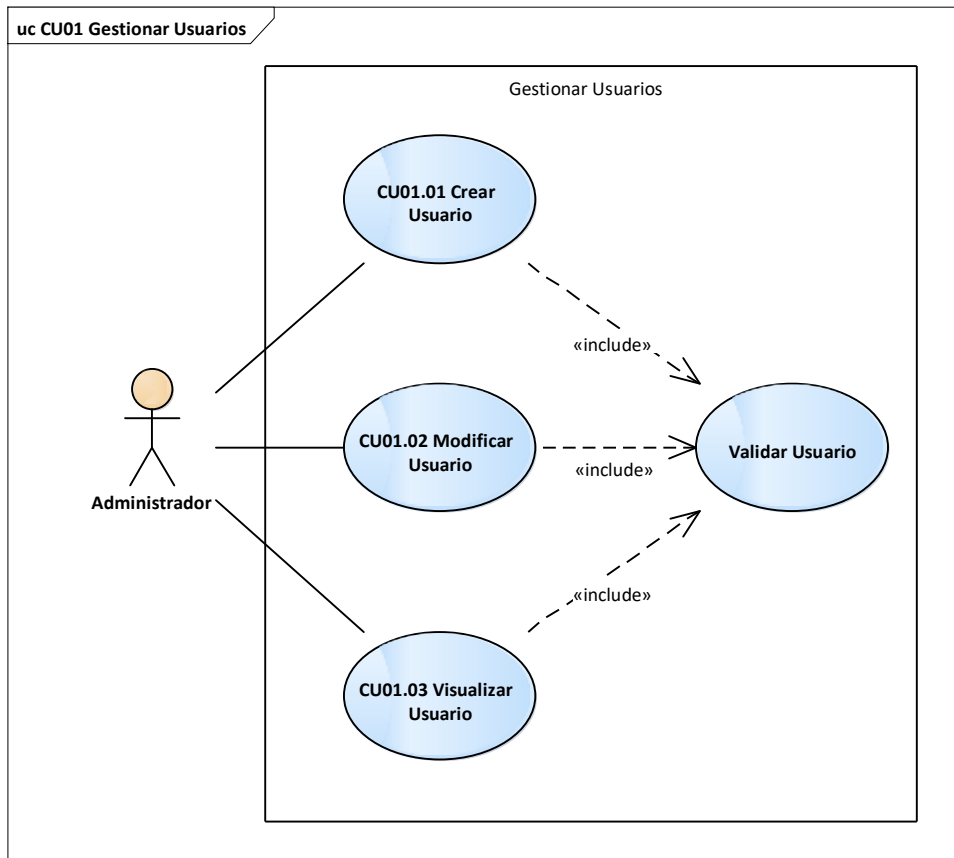 uc CU01 Gestionar Usuarios
Gestionar Usuarios
CU01.01 Crear
Usuario
«include»
CU01.02 Modificar
Usuario
«include»
Validar Usuario
Administrador
«include»
CU01.03 Visualizar
Usuario